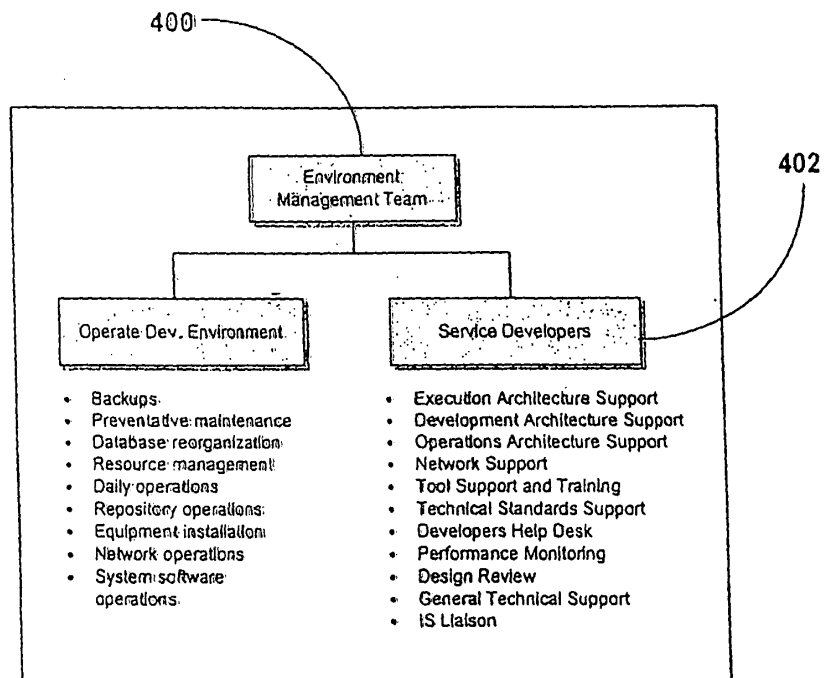 400
402
Environment
Management Team
Operate Dev. Environment
Service Developers
• Backups
• Preventative maintenance
• Database reorganization
• Resource management
• Daily operations
• Repository operations
• Equipment installation
• Network operations
• System software
operations
• Execution Architecture Support
• Development Architecture Support
• Operations Architecture Support
• Network Support
• Tool Support and Training
• Technical Standards Support
• Developers Help Desk
• Performance Monitoring
• Design Review
• General Technical Support
• IS Liaison